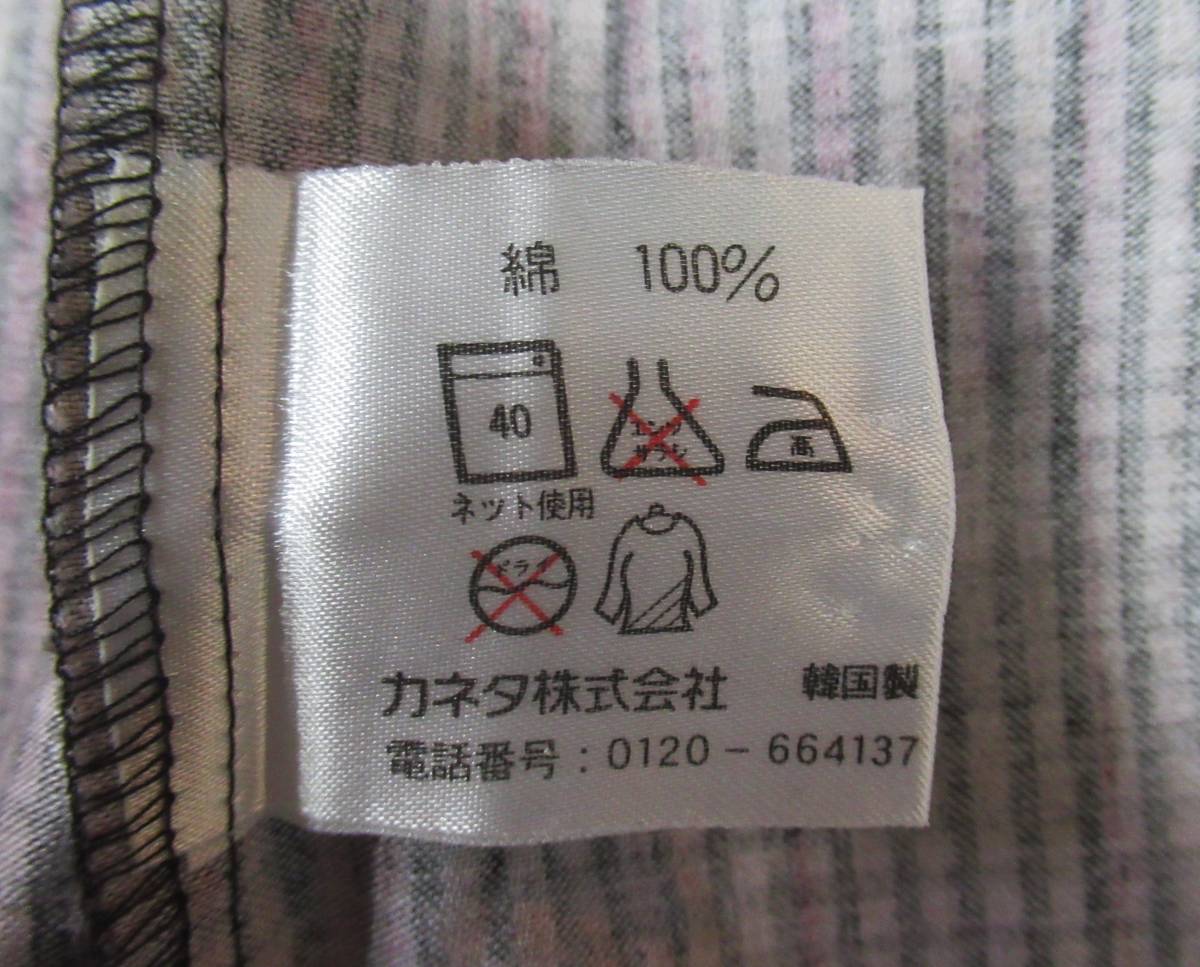 綿 100%
40
高
ネット使用
ドライ
カネタ株式会社 韓国製
電話番号:0120-664137